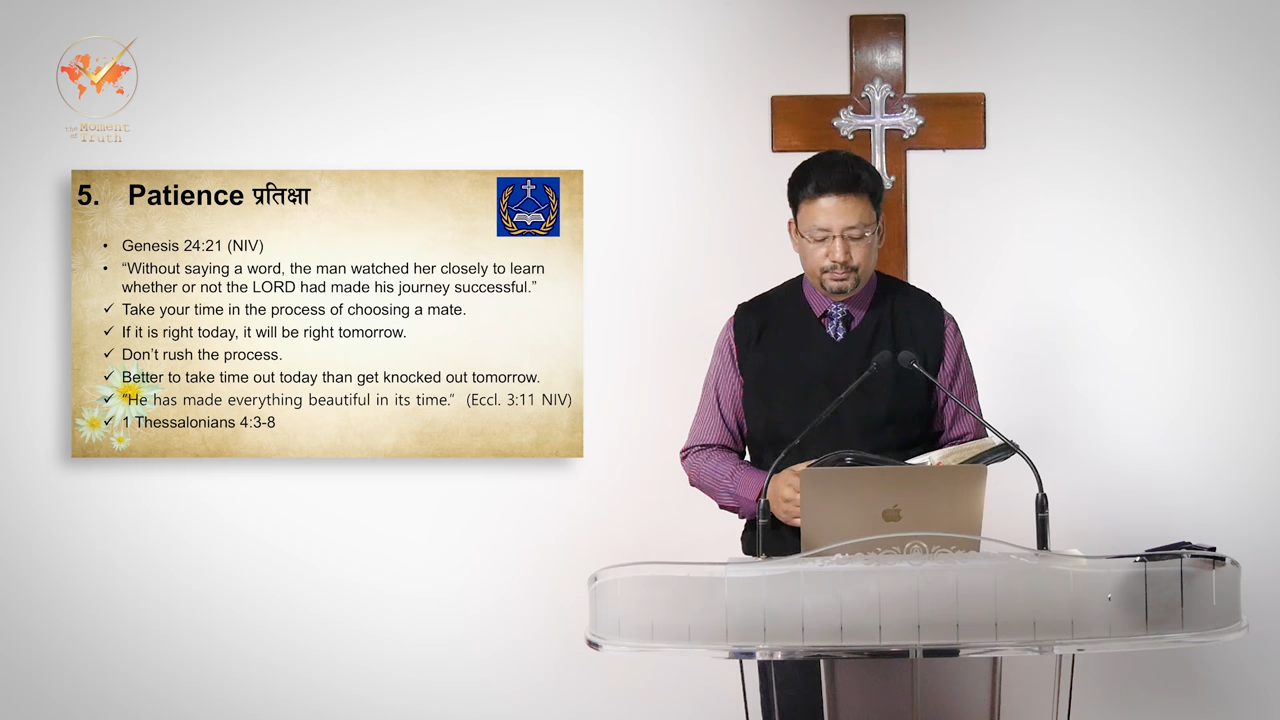 the Moment
of Truth
5. Patience प्रतिक्षा
• Genesis 24:21 (NIV)
• “Without saying a word, the man watched her closely to learn
whether or not the LORD had made his journey successful.”
✓ Take your time in the process of choosing a mate.
✓ If it is right today, it will be right tomorrow.
✓ Don’t rush the process.
✓ Better to take time out today than get knocked out tomorrow.
✓ “He has made everything beautiful in its time.” (Eccl. 3:11 NIV)
✓ 1 Thessalonians 4:3-8